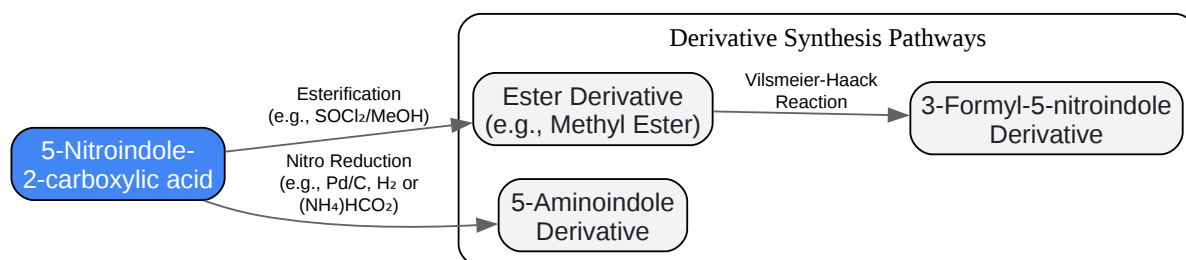 Derivative Synthesis Pathways
5-Nitroindole-
2-carboxylic acid
Esterification
(e.g., SOCl₂/MeOH)
Ester Derivative
(e.g., Methyl Ester)
Vilsmeier-Haack
Reaction
3-Formyl-5-nitroindole
Derivative
Nitro Reduction
(e.g., Pd/C, H₂ or
(NH₄)HCO₂)
5-Aminoindole
Derivative